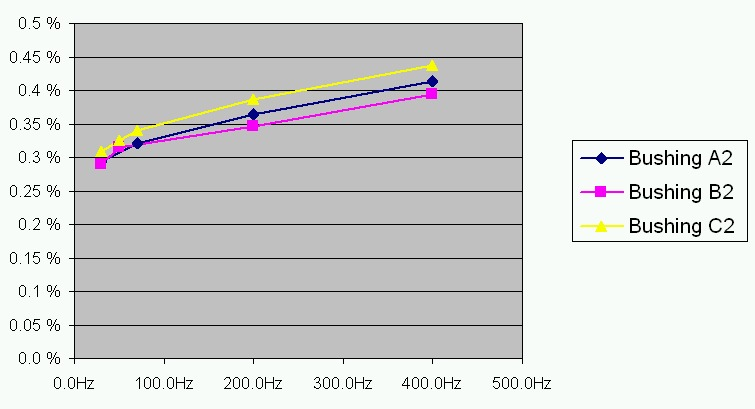 0.5 %
0.45 %
0.4 %
0.35 %
0.3 %
0.25 %
0.2 %
0.15 %
0.1 %
0.05 %
0.0 %
0.0Hz 100.0Hz 200.0Hz 300.0Hz 400.0Hz 500.0Hz
Bushing A2
Bushing B2
Bushing C2